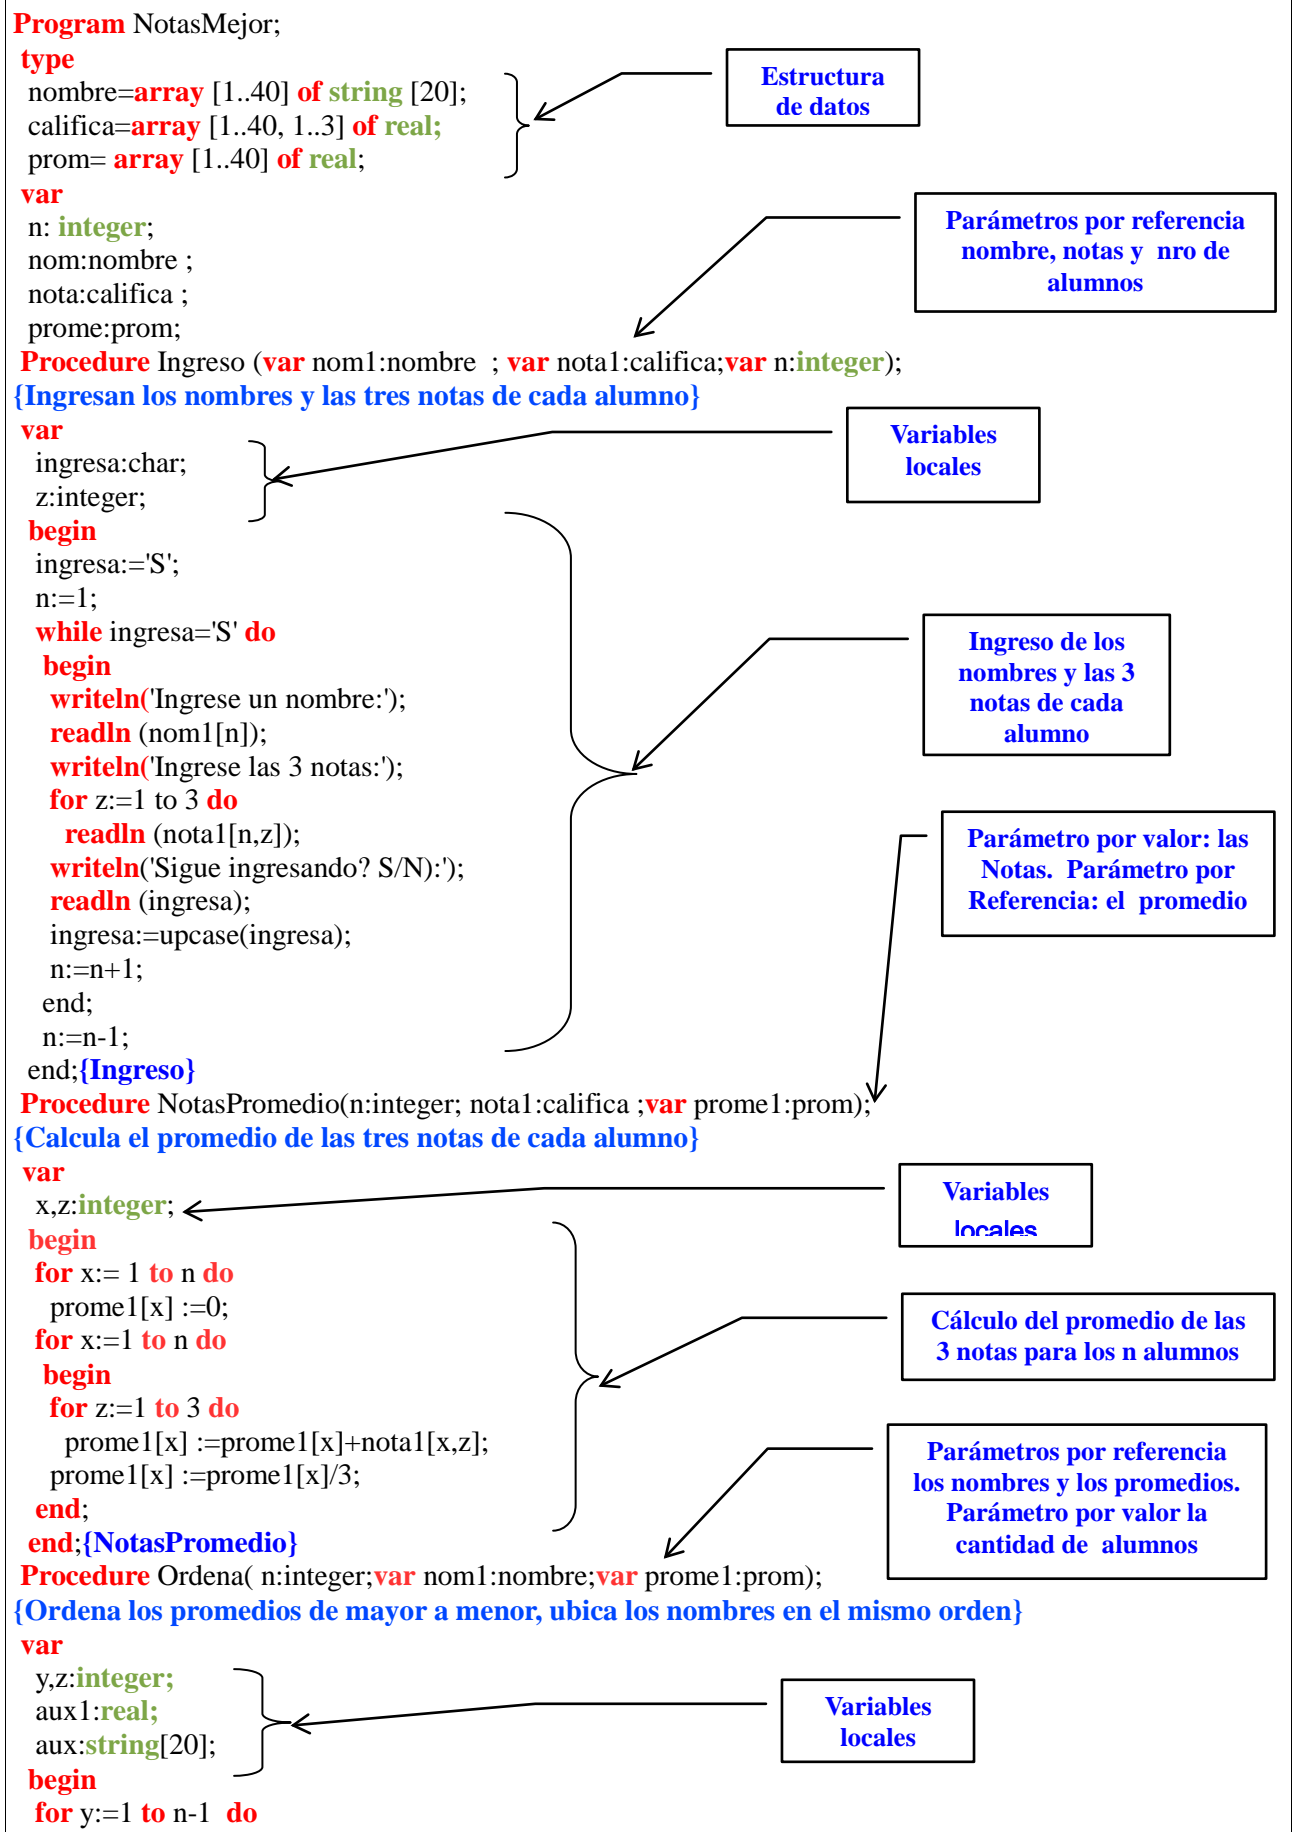 Program NotasMejor;
type
nombre=array [1..40] of string [20];
califica=array [1..40, 1..3] of real;
prom= array [1..40] of real;
Estructura
de datos
var
n: integer;
nom:nombre ;
nota:califica ;
prome:prom;
Parámetros por referencia
nombre, notas y nro de
alumnos
Procedure Ingreso (var nom1:nombre ; var nota1:califica;var n:integer);
{Ingresan los nombres y las tres notas de cada alumno}
var
ingresa:char;
z:integer;
Variables
locales
begin
ingresa:='S';
n:=1;
while ingresa='S' do
begin
writeln('Ingrese un nombre:');
readln (nom1[n]);
writeln('Ingrese las 3 notas:');
for z:=1 to 3 do
readln (nota1[n,z]);
writeln('Sigue ingresando? S/N):');
readln (ingresa);
ingresa:=upcase(ingresa);
n:=n+1;
end;
n:=n-1;
end;{Ingreso}
Ingreso de los
nombres y las 3
notas de cada
alumno
Parámetro por valor: las
Notas. Parámetro por
Referencia: el promedio
Procedure NotasPromedio(n:integer; nota1:califica ;var prome1:prom);
{Calcula el promedio de las tres notas de cada alumno}
var
x,z:integer;
Variables
locales
begin
for x:= 1 to n do
prome1[x] :=0;
for x:=1 to n do
begin
for z:=1 to 3 do
prome1[x] :=prome1[x]+nota1[x,z];
prome1[x] :=prome1[x]/3;
end;
end;{NotasPromedio}
Cálculo del promedio de las
3 notas para los n alumnos
Parámetros por referencia
los nombres y los promedios.
Parámetro por valor la
cantidad de alumnos
Procedure Ordena( n:integer;var nom1:nombre;var prome1:prom);
{Ordena los promedios de mayor a menor, ubica los nombres en el mismo orden}
var
y,z:integer;
aux1:real;
aux:string[20];
Variables
locales
begin
for y:=1 to n-1 do